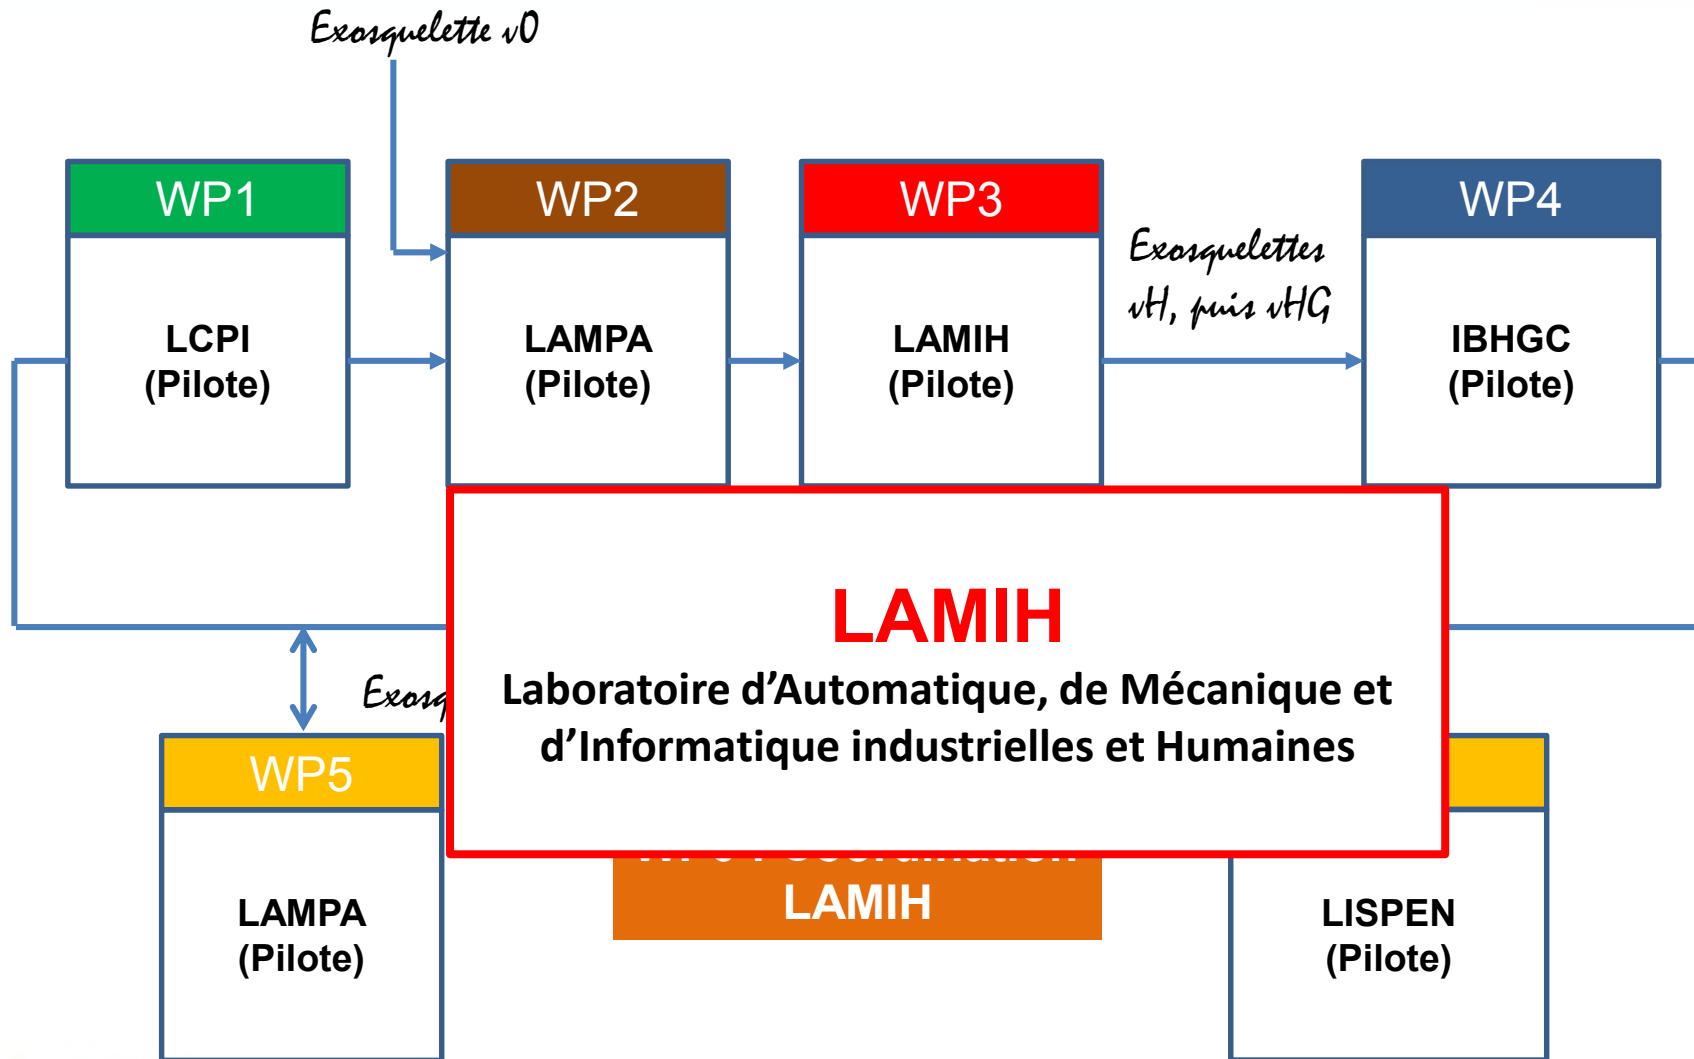 Exosquelette v0
WP1
WP2
WP3
WP4
LCPI
(Pilote)
LAMPA
(Pilote)
LAMIH
(Pilote)
Exosquelettes
vH, puis vHG
IBHGC
(Pilote)
LAMIH
Laboratoire d’Automatique, de Mécanique et
d’Informatique industrielles et Humaines
WP5
LAMPA
(Pilote)
LAMIH
LISPEN
(Pilote)